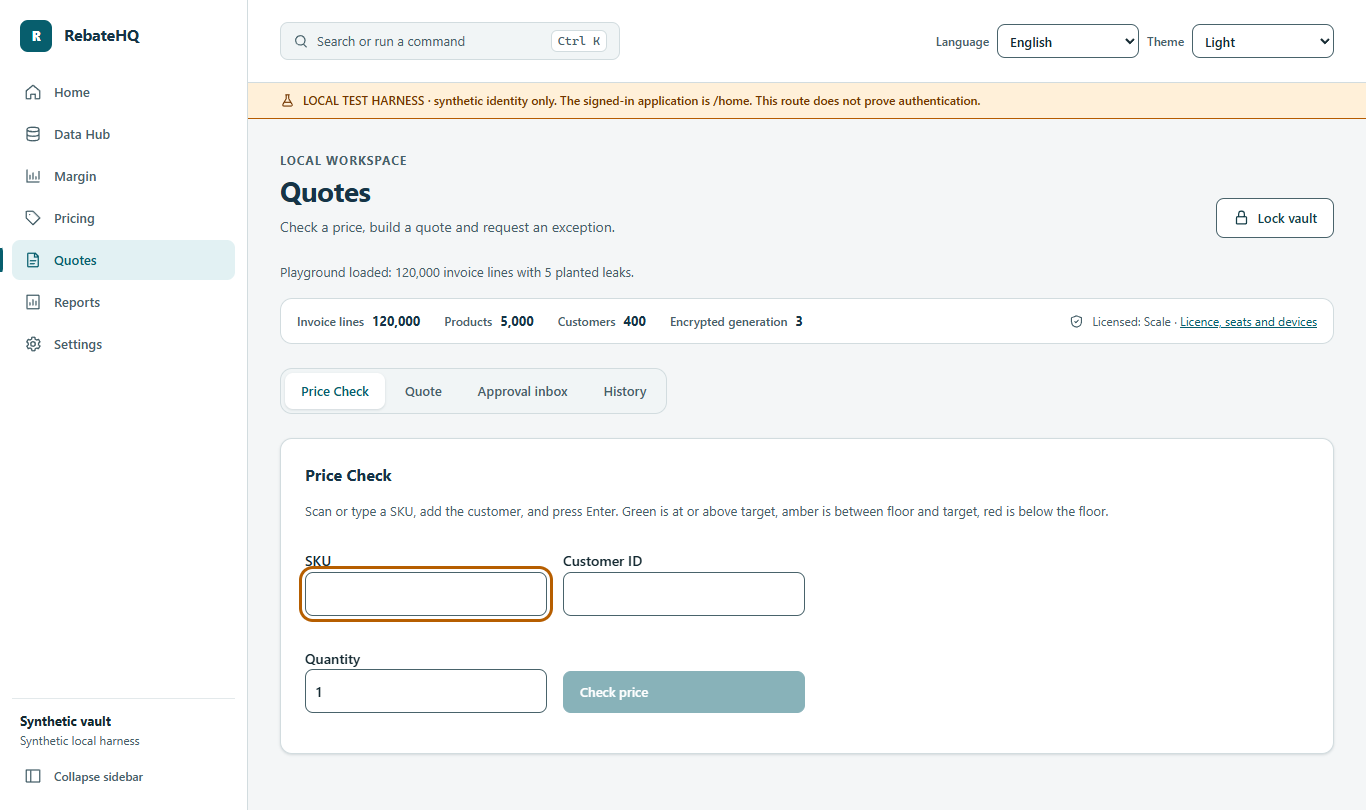 R RebateHQ
Search or run a command Ctrl K
Language English Theme Light
Home
Data Hub
Margin
Pricing
Quotes
Reports
Settings
LOCAL TEST HARNESS · synthetic identity only. The signed-in application is /home. This route does not prove authentication.
LOCAL WORKSPACE
Quotes
Check a price, build a quote and request an exception.
Lock vault
Playground loaded: 120,000 invoice lines with 5 planted leaks.
Invoice lines 120,000 Products 5,000 Customers 400 Encrypted generation 3 Licensed: Scale · Licence, seats and devices
Price Check Quote Approval inbox History
Price Check
Scan or type a SKU, add the customer, and press Enter. Green is at or above target, amber is between floor and target, red is below the floor.
SKU Customer ID
Quantity
1 Check price
Synthetic vault
Synthetic local harness
Collapse sidebar